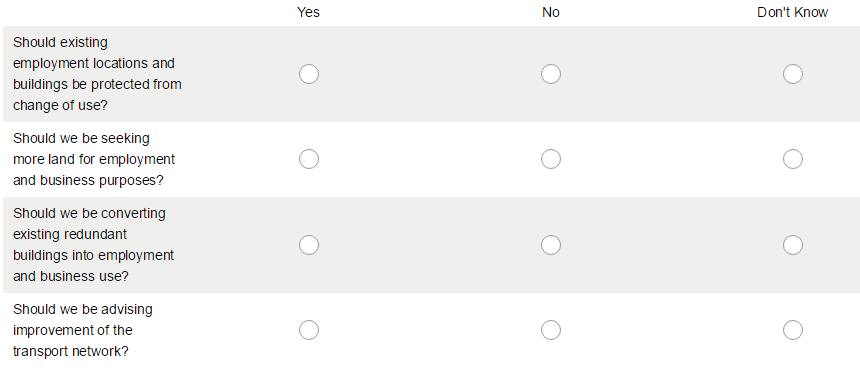 Yes No Don't Know
Should existing
employment locations and
buildings be protected from
change of use?
Should we be seeking
more land for employment
and business purposes?
Should we be converting
existing redundant
buildings into employment
and business use?
Should we be advising
improvement of the
transport network?